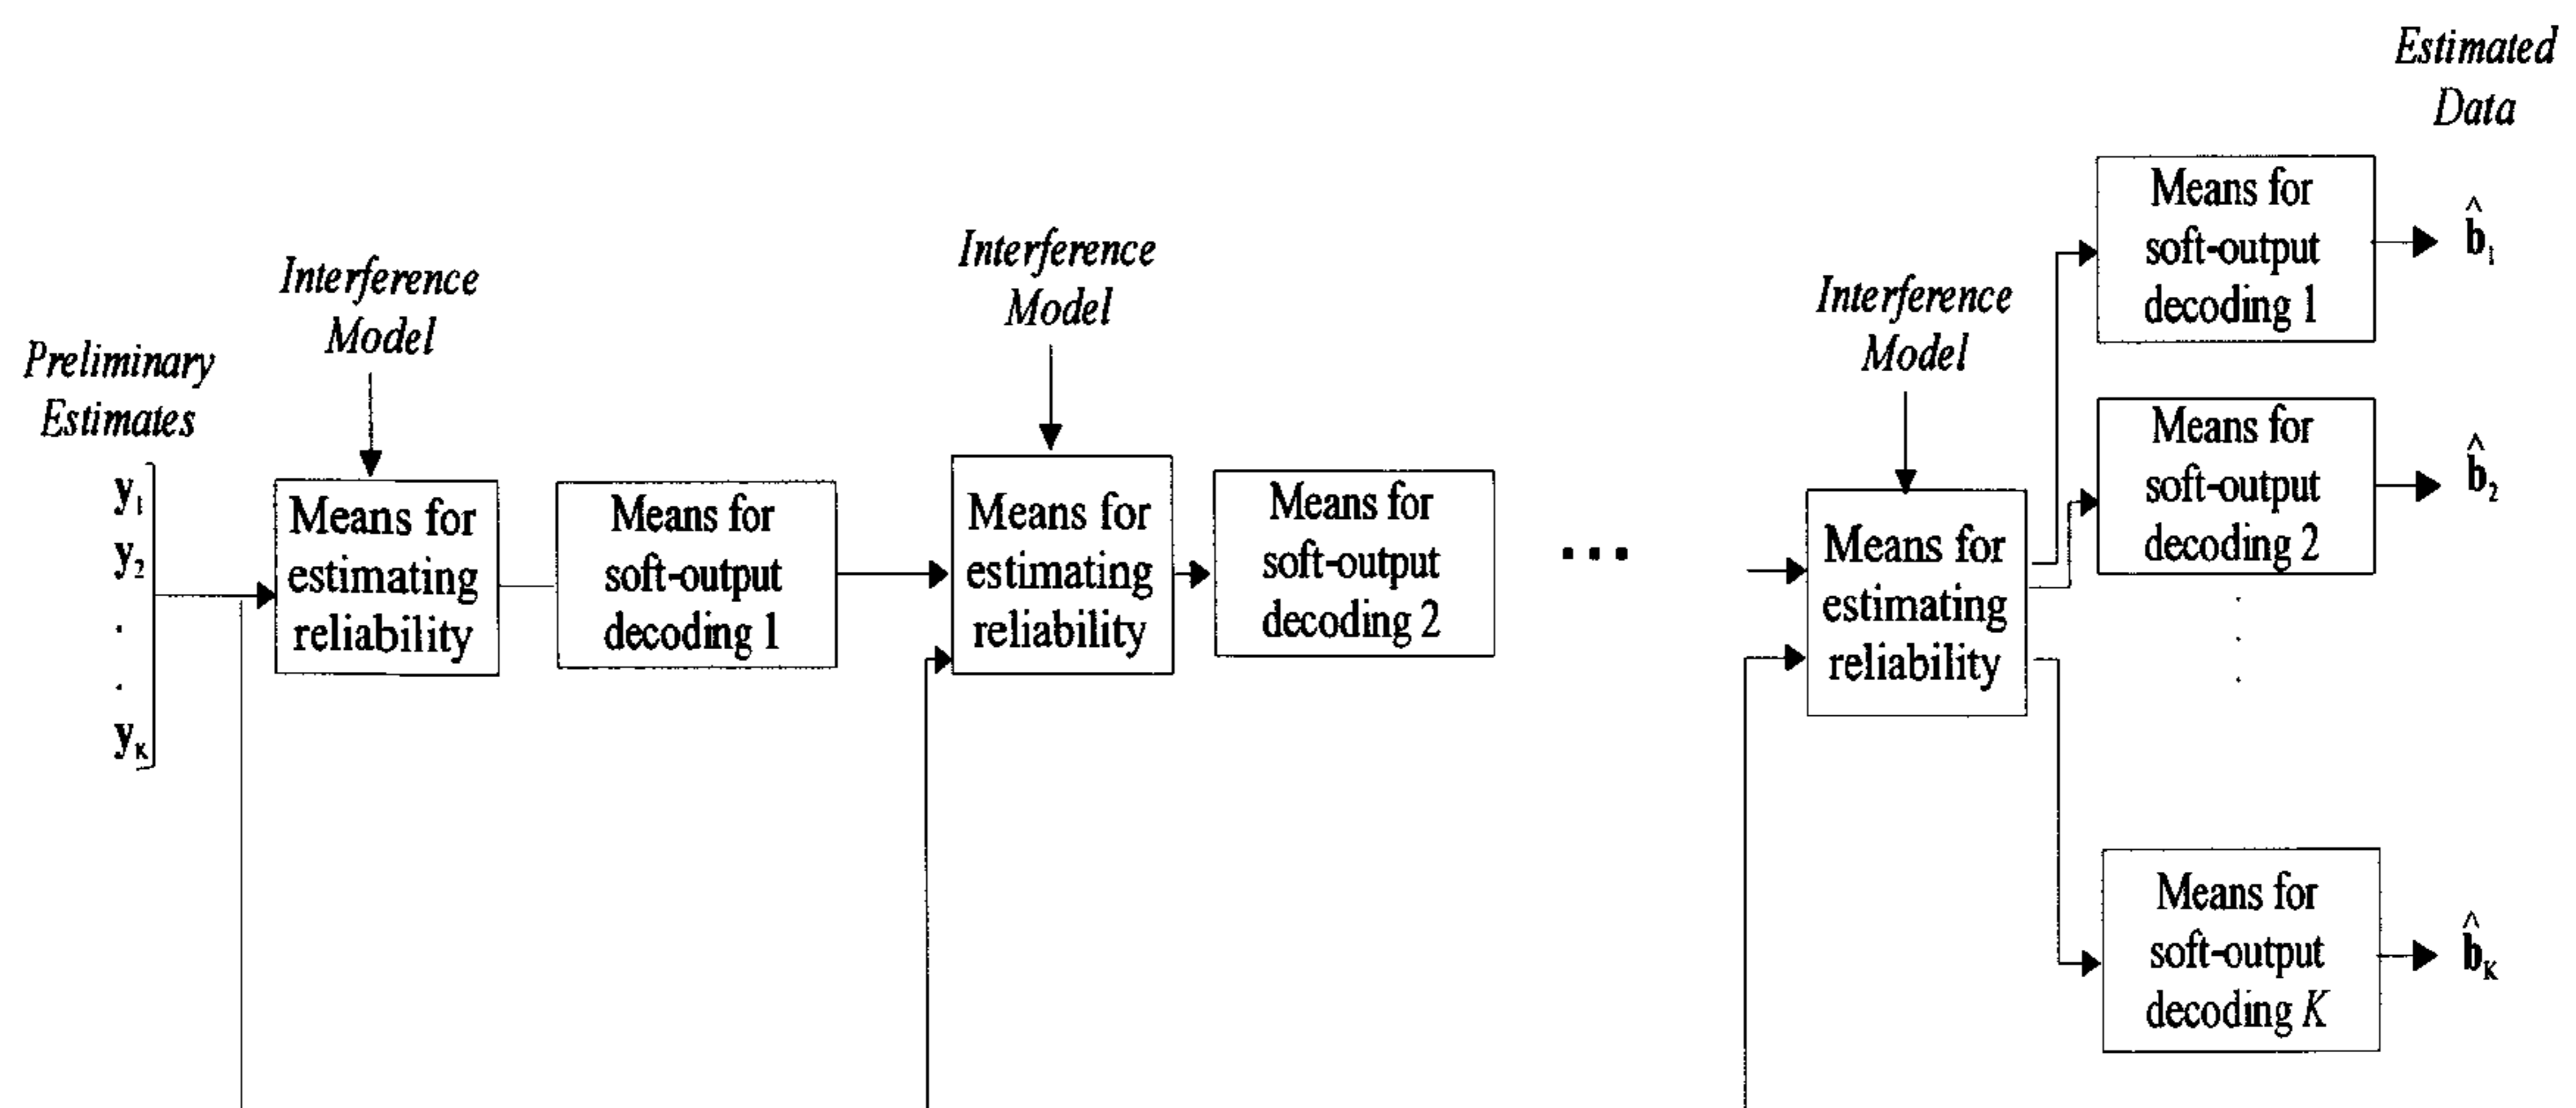 Preliminary
Estimates
y₁
y₂
.
.
y_K
Interference
Model
Means for
estimating
reliability
Means for
soft-output
decoding 1
Interference
Model
Means for
estimating
reliability
Means for
soft-output
decoding 2
...
Interference
Model
Means for
estimating
reliability
Estimated
Data
Means for
soft-output
decoding 1
b̂₁
Means for
soft-output
decoding 2
b̂₂
.
.
.
Means for
soft-output
decoding K
b̂_K